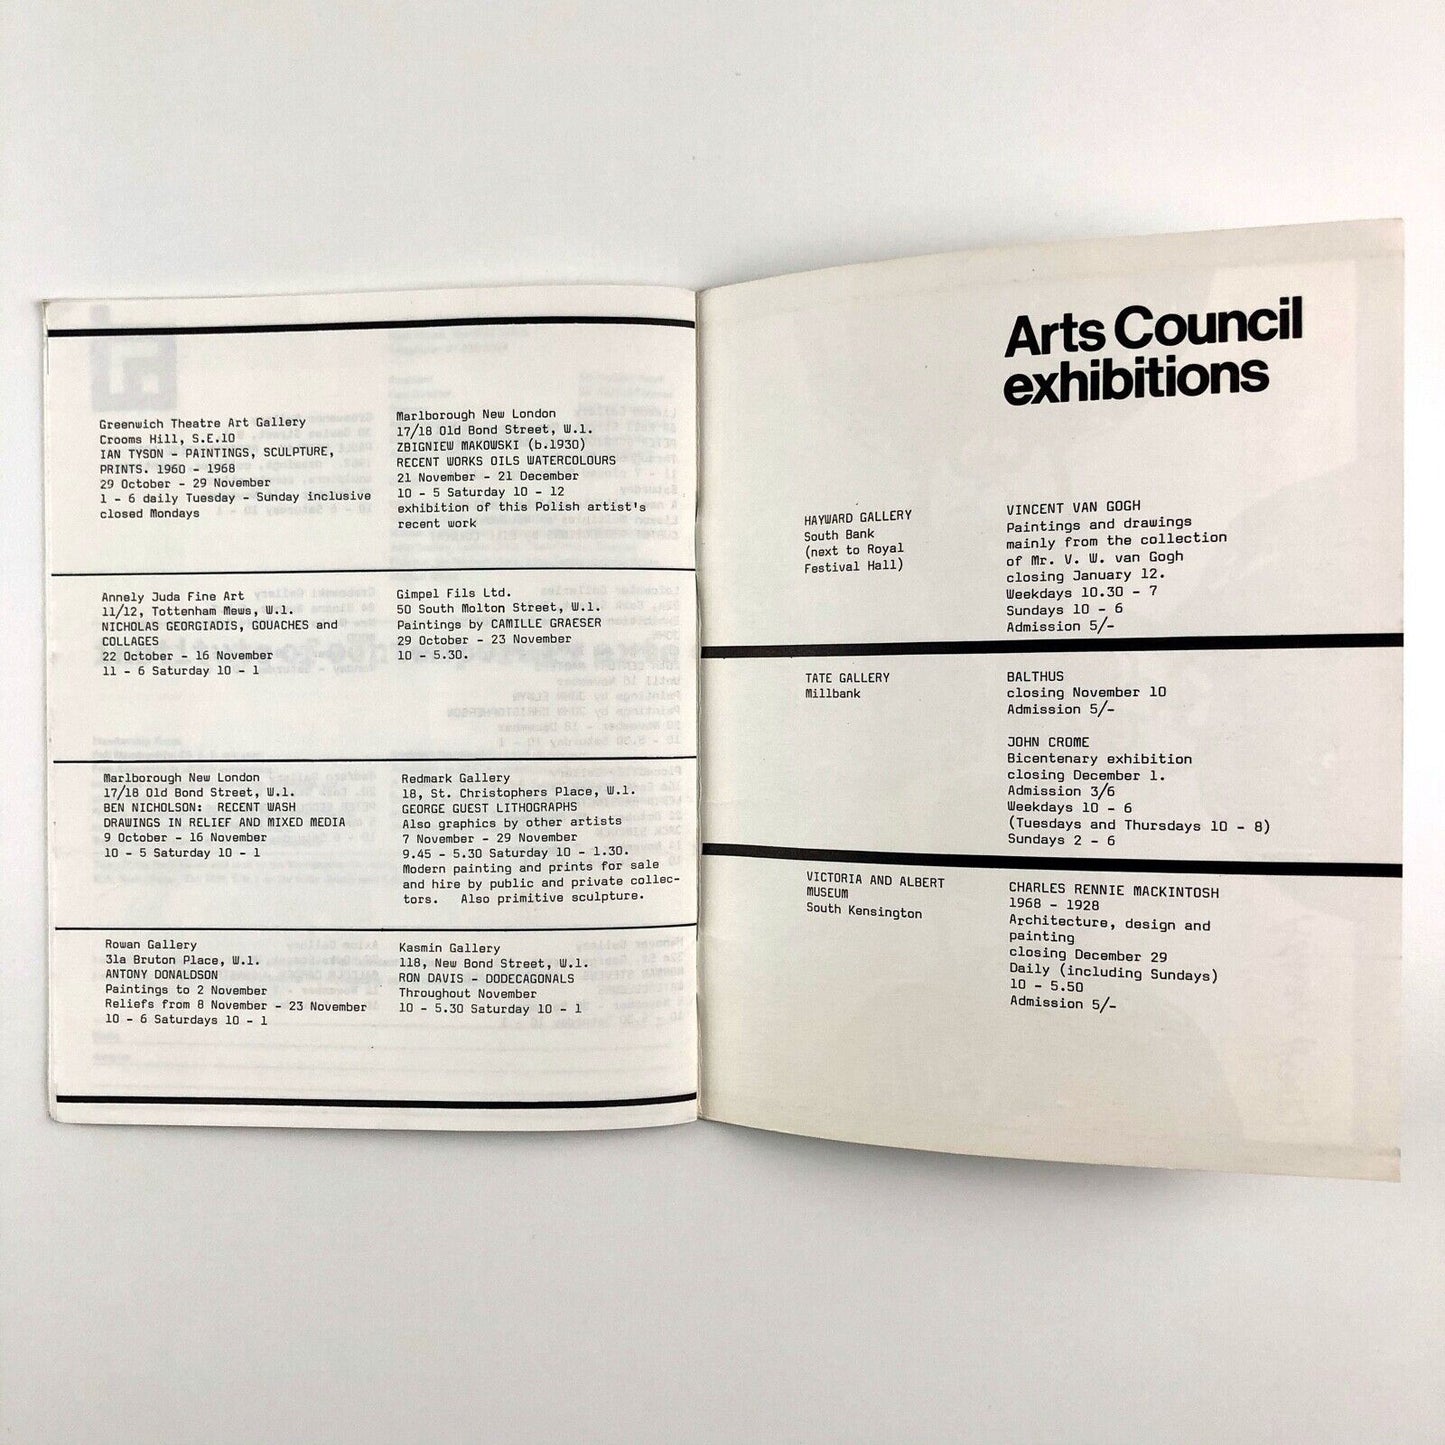 Greenwich Theatre Art Gallery
Crooms Hill, S.E.10
IAN TYSON - PAINTINGS, SCULPTURE,
PRINTS. 1960 - 1968
29 October - 29 November
1 - 6 daily Tuesday - Sunday inclusive
closed Mondays
Marlborough New London
17/18 Old Bond Street, W.1.
ZBIGNIEW MAKOWSKI (b.1930)
RECENT WORKS OILS WATERCOLOURS
21 November - 21 December
10 - 5 Saturday 10 - 12
exhibition of this Polish artist's
recent work
Annely Juda Fine Art
11/12, Tottenham Mews, W.1.
NICHOLAS GEORGIADIS, GOUACHES and
COLLAGES
22 October - 16 November
11 - 6 Saturday 10 - 1
Gimpel Fils Ltd.
50 South Molton Street, W.1.
Paintings by CAMILLE GRAESER
29 October - 23 November
10 - 5.30.
Marlborough New London
17/18 Old Bond Street, W.1.
BEN NICHOLSON: RECENT WASH
DRAWINGS IN RELIEF AND MIXED MEDIA
9 October - 16 November
10 - 5 Saturday 10 - 1
Redmark Gallery
18, St. Christophers Place, W.1.
GEORGE GUEST LITHOGRAPHS
Also graphics by other artists
7 November - 29 November
9.45 - 5.30 Saturday 10 - 1.30.
Modern painting and prints for sale
and hire by public and private collec-
tors. Also primitive sculpture.
Rowan Gallery
31a Bruton Place, W.1.
ANTONY DONALDSON
Paintings to 2 November
Reliefs from 8 November - 23 November
10 - 6 Saturdays 10 - 1
Kasmin Gallery
118, New Bond Street, W.1.
RON DAVIS - DODECAGONALS
Throughout November
10 - 5.30 Saturday 10 - 1
Arts Council
exhibitions
HAYWARD GALLERY
South Bank
(next to Royal
Festival Hall)
VINCENT VAN GOGH
Paintings and drawings
mainly from the collection
of Mr. V. W. van Gogh
closing January 12.
Weekdays 10.30 - 7
Sundays 10 - 6
Admission 5/-
TATE GALLERY
Millbank
BALTHUS
closing November 10
Admission 5/-
JOHN CROME
Bicentenary exhibition
closing December 1.
Admission 3/6
Weekdays 10 - 6
(Tuesdays and Thursdays 10 - 8)
Sundays 2 - 6
VICTORIA AND ALBERT
MUSEUM
South Kensington
CHARLES RENNIE MACKINTOSH
1968 - 1928
Architecture, design and
painting
closing December 29
Daily (including Sundays)
10 - 5.50
Admission 5/-